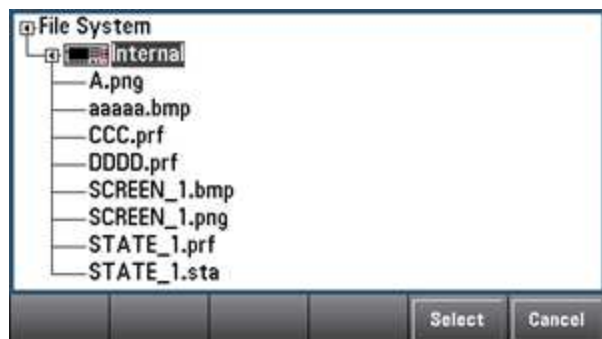 File System
Internal
A.png
aaaaa.bmp
CCC.prf
DDDD.prf
SCREEN_1.bmp
SCREEN_1.png
STATE_1.prf
STATE_1.sta
Select Cancel